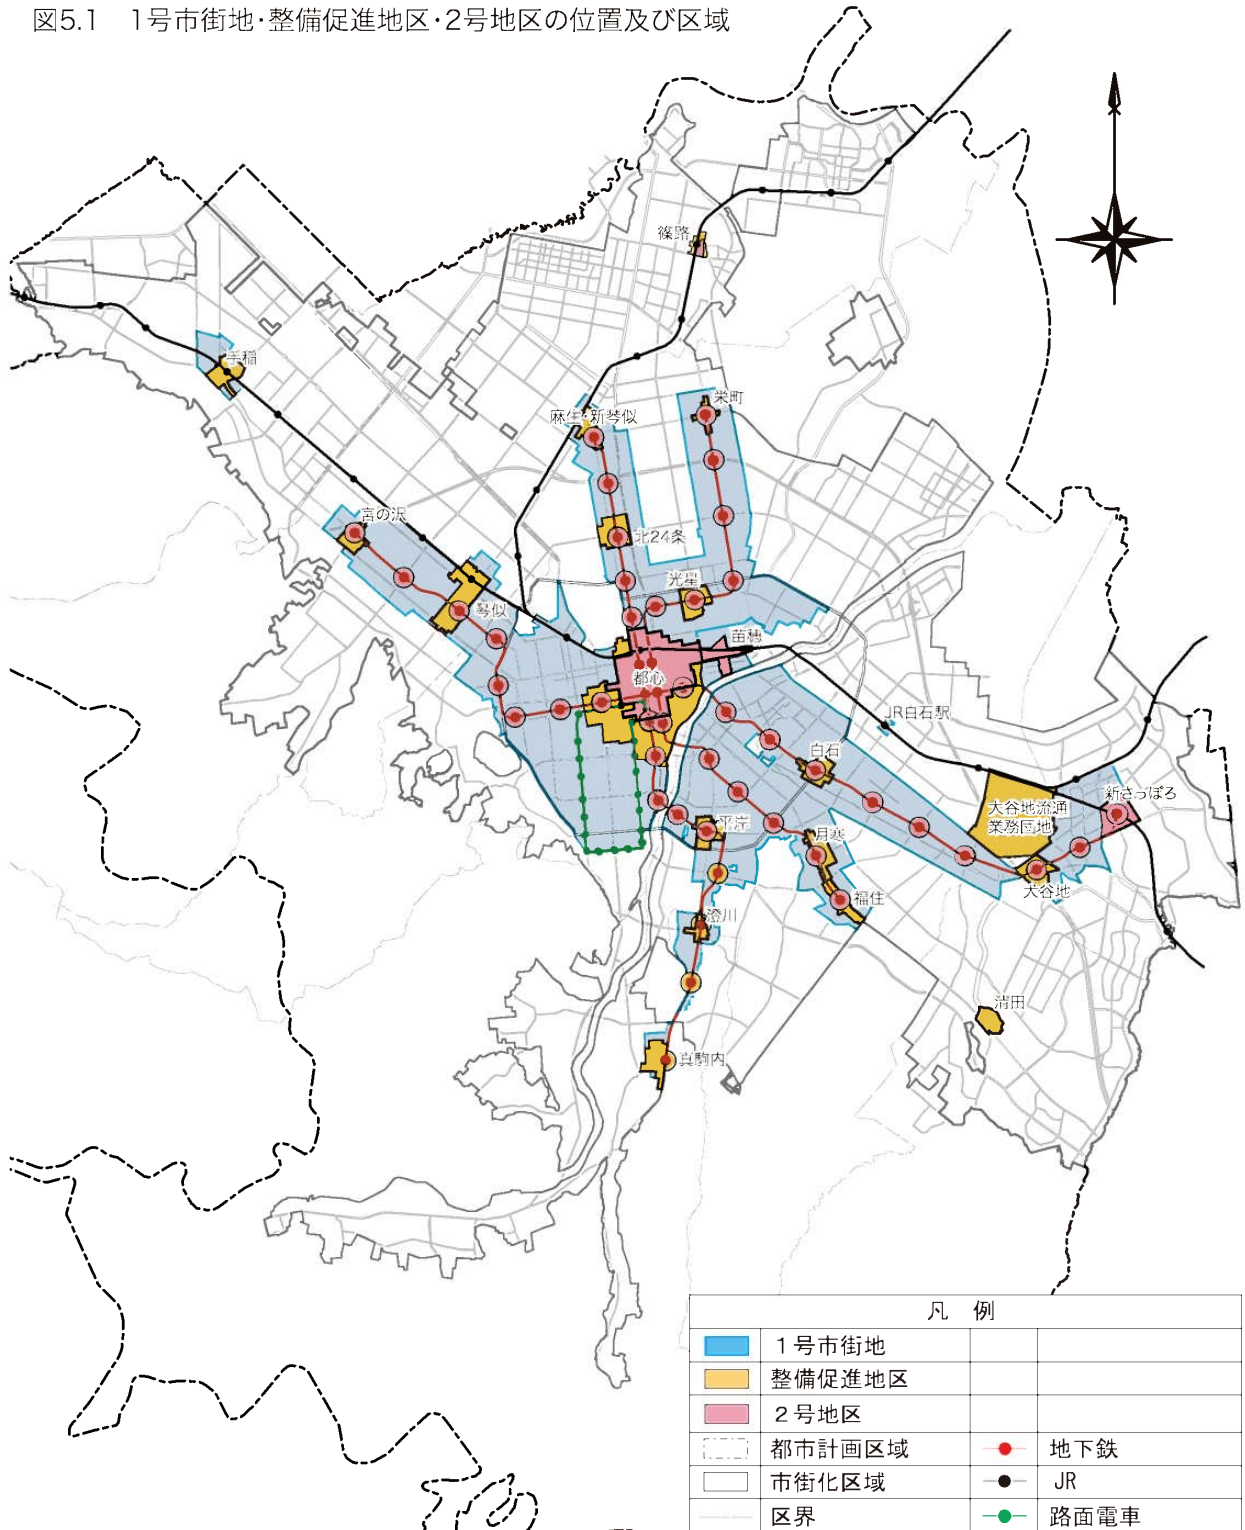 図5.1　1号市街地・整備促進地区・2号地区の位置及び区域
篠路
手稲
栄町
麻生・新琴似
宮の沢
北24条
光星
琴似
苗穂
都心
JR白石駅
白石
新さっぽろ
大谷地流通
業務団地
平岸
月寒
大谷地
福住
澄川
清田
真駒内
凡　例
1号市街地
整備促進地区
2号地区
都市計画区域
地下鉄
市街化区域
JR
区界
路面電車